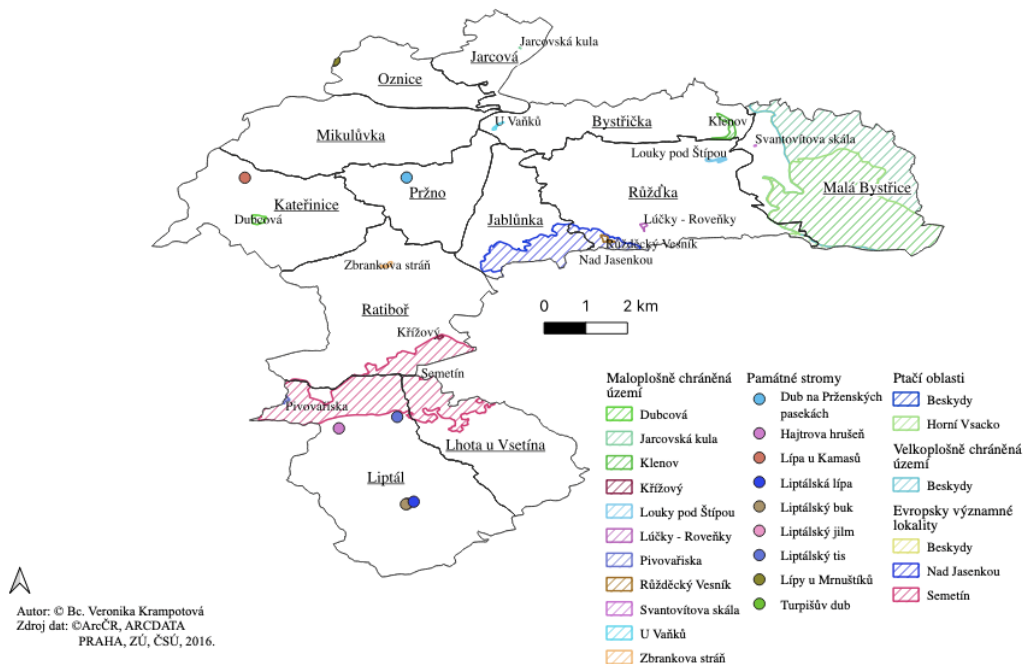 Jarcovská kula
Jarcová
Oznice
U Vaňků
Bystřička
Klenov
Mikulůvka
Svantovítova skála
Louky pod Štípou
Malá Bystřice
Růžďka
Pržno
Kateřinice
Dubcová
Jablůnka
Lúčky - Roveňky
Růžděcký Vesník
Nad Jasenkou
Zbrankova stráň
Ratiboř
0 1 2 km
Křížový
Semetín
Pivovařiska
Lhota u Vsetína
Liptál
Maloplošně chráněná
území
Dubcová
Jarcovská kula
Klenov
Křížový
Louky pod Štípou
Lúčky - Roveňky
Pivovařiska
Růžděcký Vesník
Svantovítova skála
U Vaňků
Zbrankova stráň
Památné stromy
Dub na Prženských
pasekách
Hajtrova hrušeň
Lípa u Kamasů
Liptálská lípa
Liptálský buk
Liptálský jilm
Liptálský tis
Lípy u Mrnuštíků
Turpišův dub
Ptačí oblasti
Beskydy
Horní Vsacko
Velkoplošně chráněná
území
Beskydy
Evropsky významné
lokality
Beskydy
Nad Jasenkou
Semetín
Autor: © Bc. Veronika Krampotová
Zdroj dat: ©ArcČR, ARCDATA
PRAHA, ZÚ, ČSÚ, 2016.